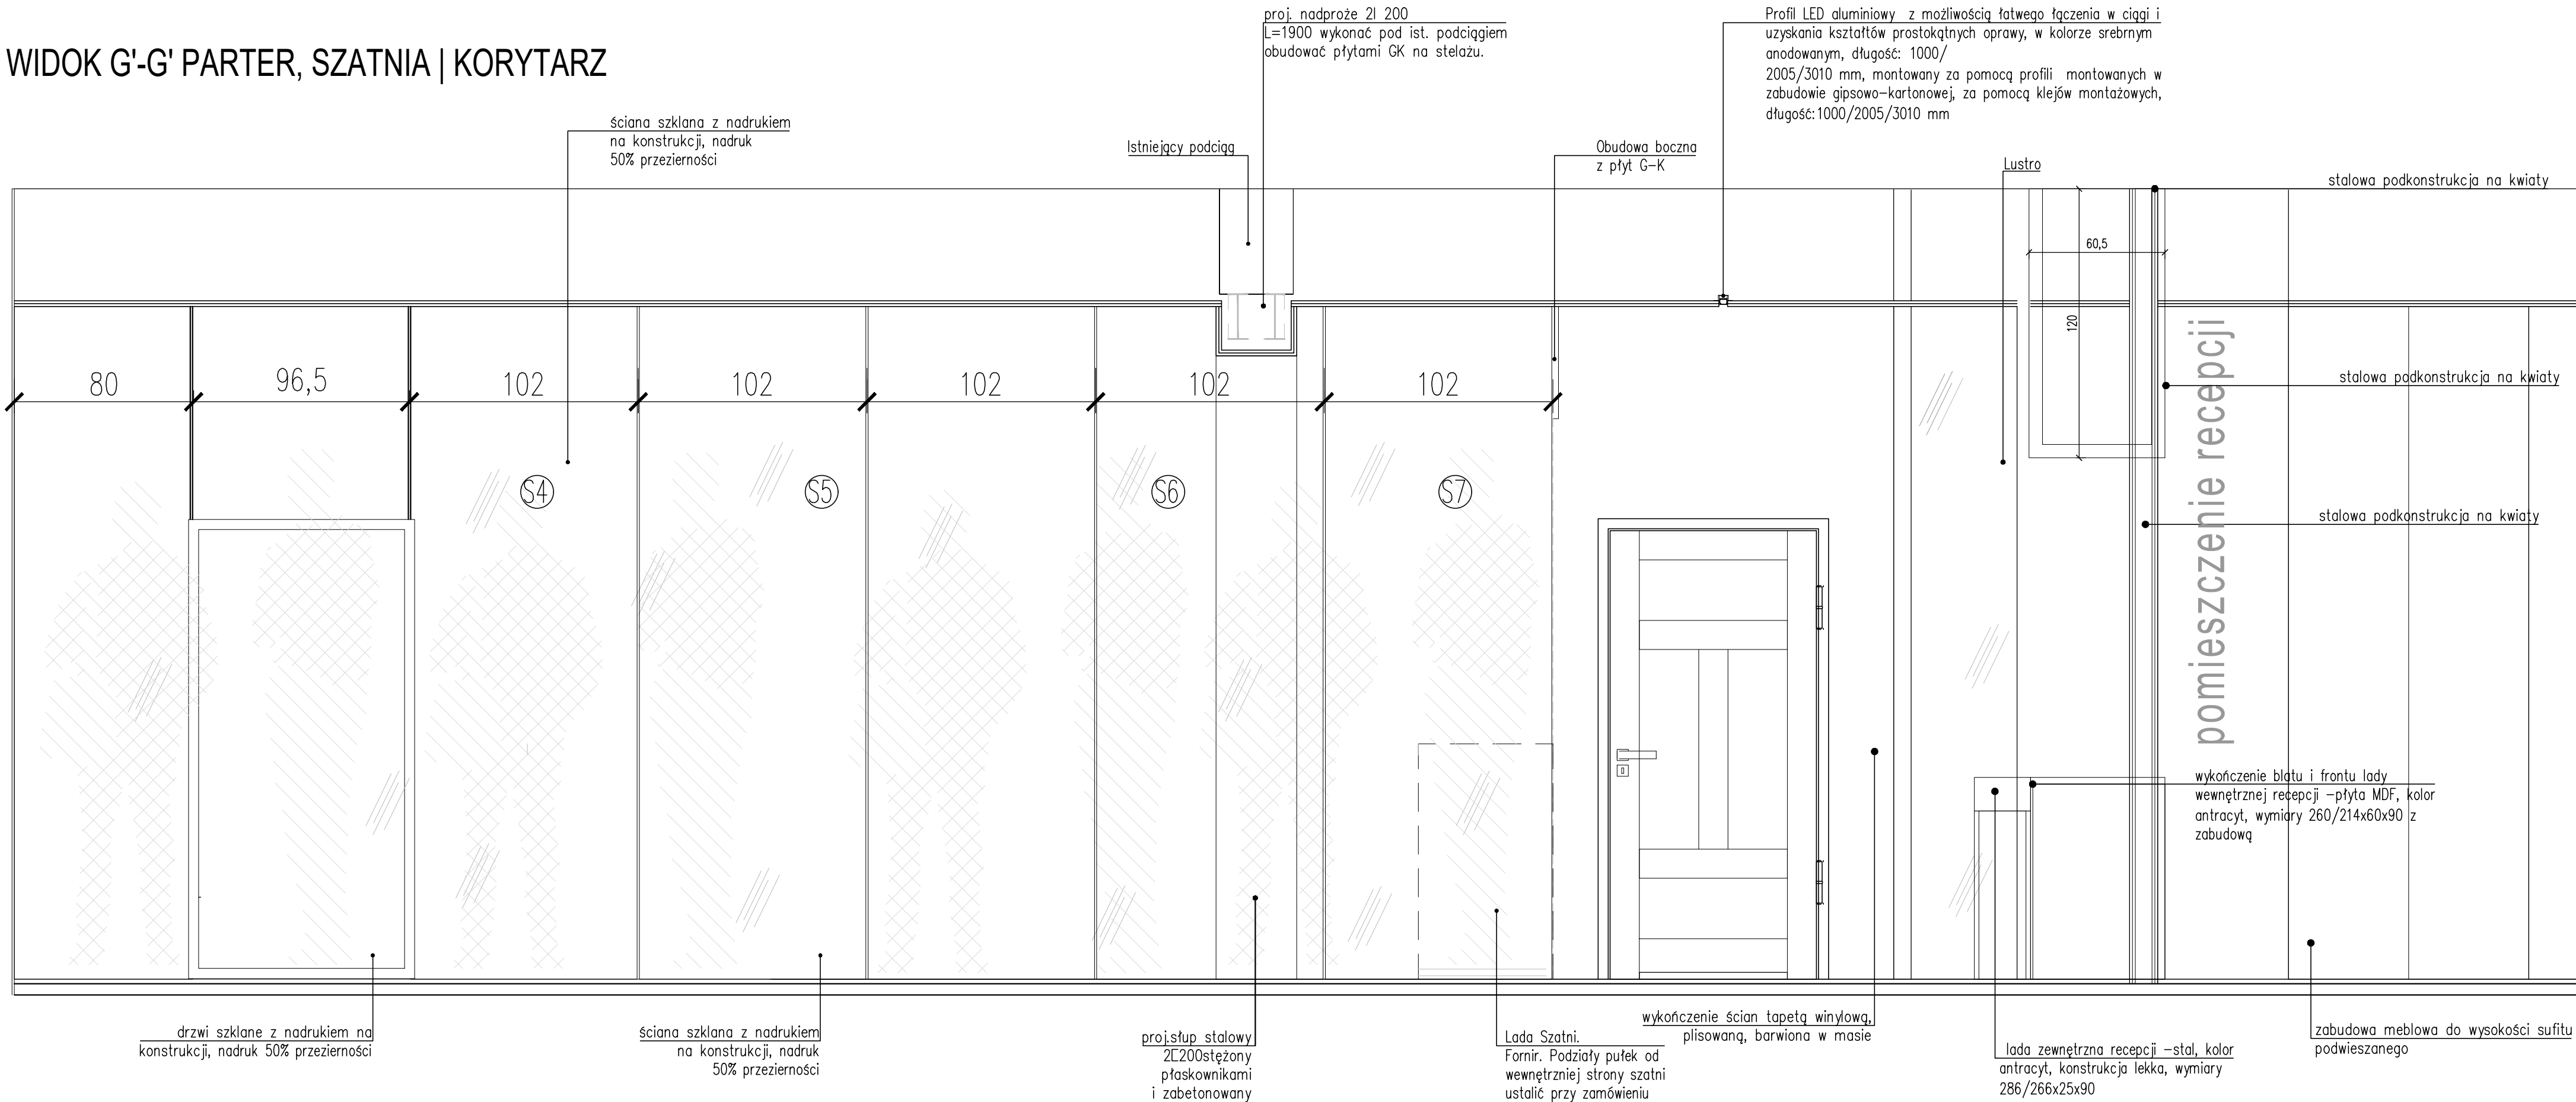 WIDOK G'-G' PARTER, SZATNIA | KORYTARZ
proj. nadproże 2I 200
L=1900 wykonać pod ist. podciągiem
obudować płytami GK na stelażu.
Profil LED aluminiowy z możliwością łatwego łączenia w ciągi i
uzyskania kształtów prostokątnych oprawy, w kolorze srebrnym
anodowanym, długość: 1000/
2005/3010 mm, montowany za pomocą profili montowanych w
zabudowie gipsowo-kartonowej, za pomocą klejów montażowych,
długość:1000/2005/3010 mm
ściana szklana z nadrukiem
na konstrukcji, nadruk
50% przezierności
Istniejący podciąg
Obudowa boczna
z płyt G-K
Lustro
stalowa podkonstrukcja na kwiaty
60,5
120
80
96,5
102
102
102
102
102
stalowa podkonstrukcja na kwiaty
S4
S5
S6
S7
stalowa podkonstrukcja na kwiaty
pomieszczenie recepcji
wykończenie blatu i frontu lady
wewnętrznej recepcji -płyta MDF, kolor
antracyt, wymiary 260/214x60x90 z
zabudową
drzwi szklane z nadrukiem na
konstrukcji, nadruk 50% przezierności
ściana szklana z nadrukiem
na konstrukcji, nadruk
50% przezierności
proj.słup stalowy
2⊏200stężony
płaskownikami
i zabetonowany
Lada Szatni.
Fornir. Podziały pułek od
wewnętrzniej strony szatni
ustalić przy zamówieniu
wykończenie ścian tapetą winylową,
plisowaną, barwiona w masie
lada zewnętrzna recepcji -stal, kolor
antracyt, konstrukcja lekka, wymiary
286/266x25x90
zabudowa meblowa do wysokości sufitu
podwieszanego